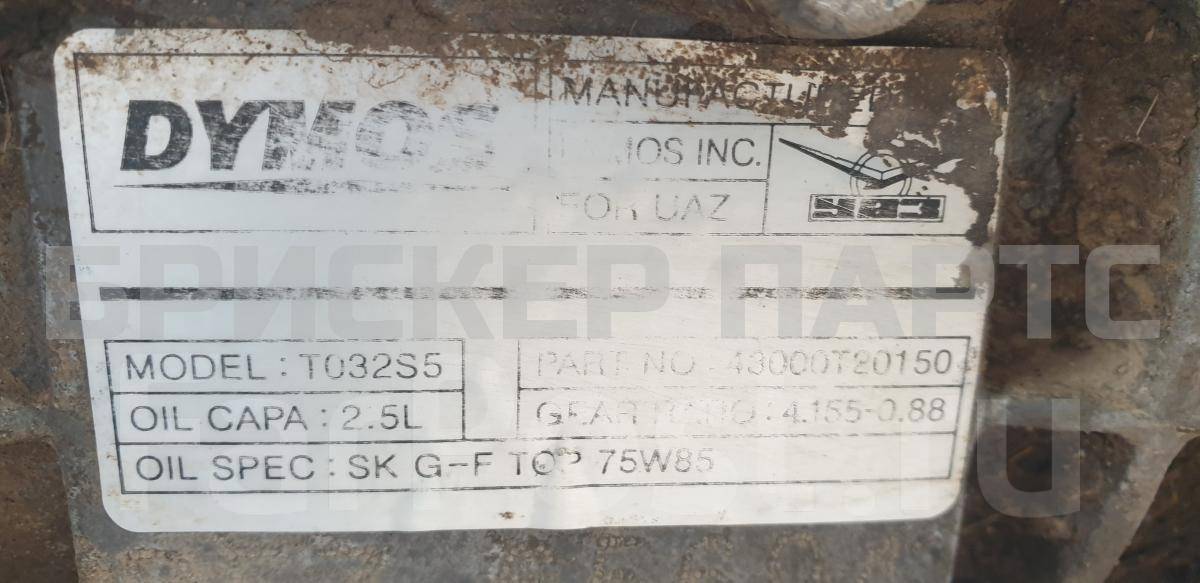 DYMOS
MANUFACTURED
DYMOS INC.
FOR UAZ
УАЗ
БРИСКЕР ПАРТС
MODEL : T032S5
PART NO : 43000T20150
OIL CAPA : 2.5L
GEAR RATIO : 4.155-0.88
OIL SPEC : SK G-F TOP 75W85